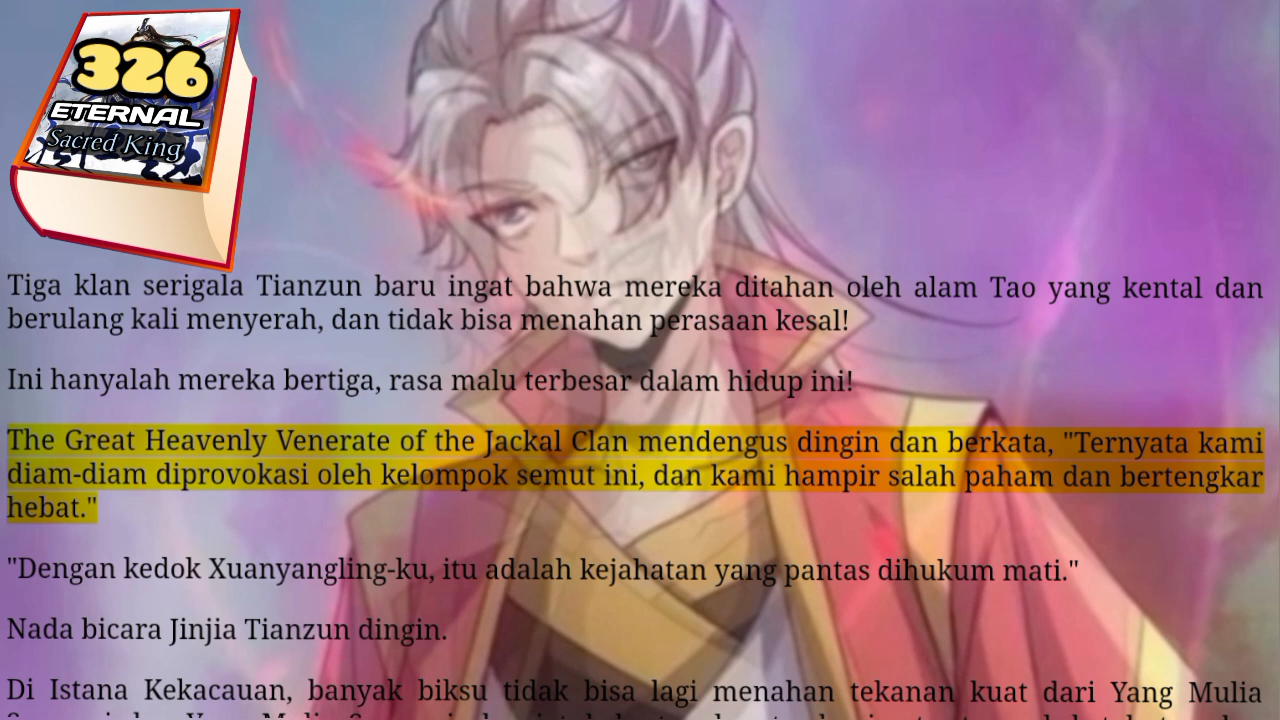 326
ETERNAL
Sacred King
Tiga klan serigala Tianzun baru ingat bahwa mereka ditahan oleh alam Tao yang kental dan
berulang kali menyerah, dan tidak bisa menahan perasaan kesal!
Ini hanyalah mereka bertiga, rasa malu terbesar dalam hidup ini!
The Great Heavenly Venerate of the Jackal Clan mendengus dingin dan berkata, "Ternyata kami
diam-diam diprovokasi oleh kelompok semut ini, dan kami hampir salah paham dan bertengkar
hebat."
"Dengan kedok Xuanyangling-ku, itu adalah kejahatan yang pantas dihukum mati."
Nada bicara Jinjia Tianzun dingin.
Di Istana Kekacauan, banyak biksu tidak bisa lagi menahan tekanan kuat dari Yang Mulia